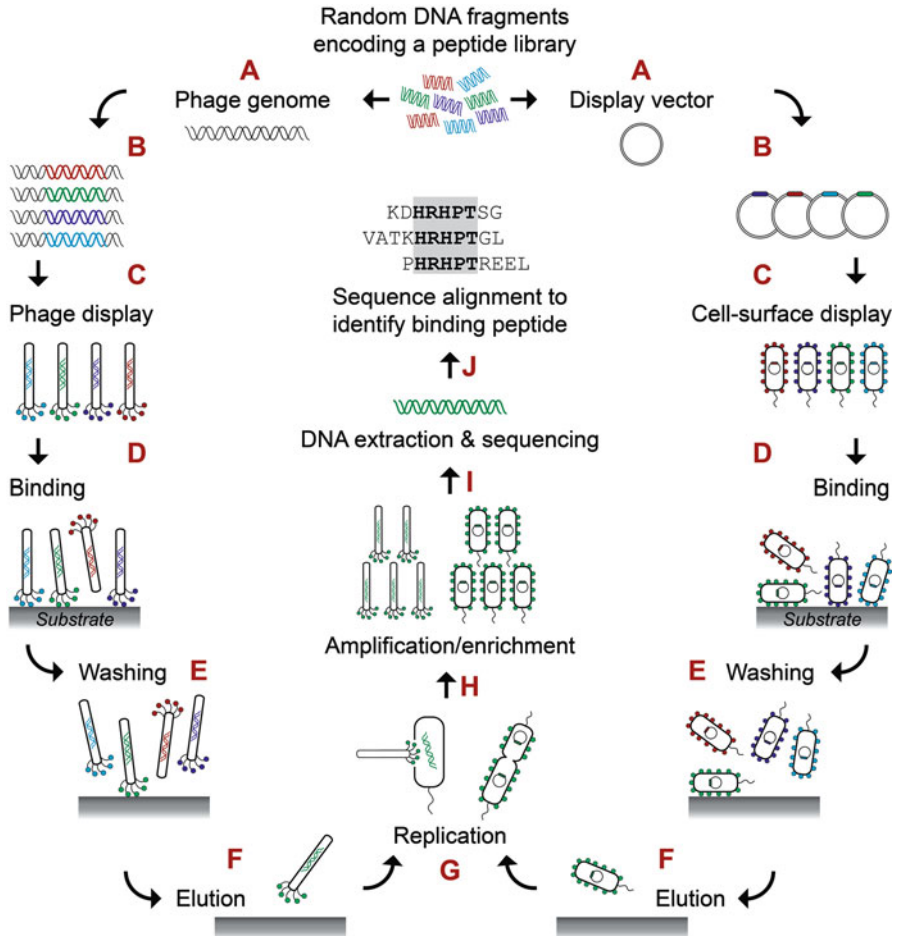 Random DNA fragments
encoding a peptide library
A
A
Phage genome
Display vector
B
B
KDHRHPTSG
VATKHRHPTGL
PHRHPTREEL
C
C
Phage display
Sequence alignment to
identify binding peptide
Cell-surface display
J
DNA extraction & sequencing
D
D
Binding
I
Binding
Substrate
Substrate
Amplification/enrichment
Washing
E
H
E
Washing
Replication
F
G
F
Elution
Elution